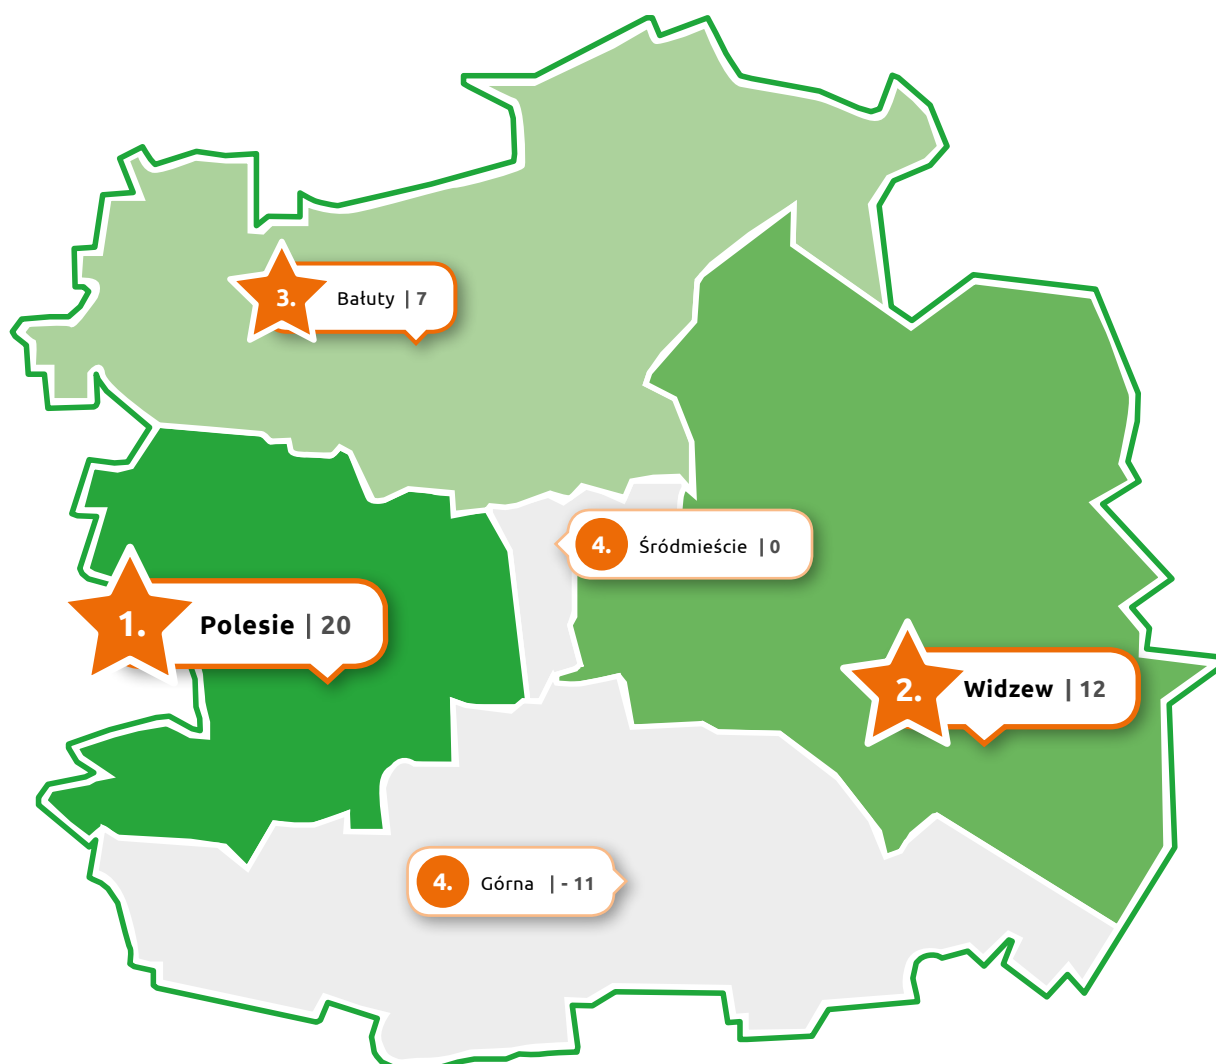 3. Bałuty | 7
4. Śródmieście | 0
1. Polesie | 20
2. Widzew | 12
4. Górna | - 11